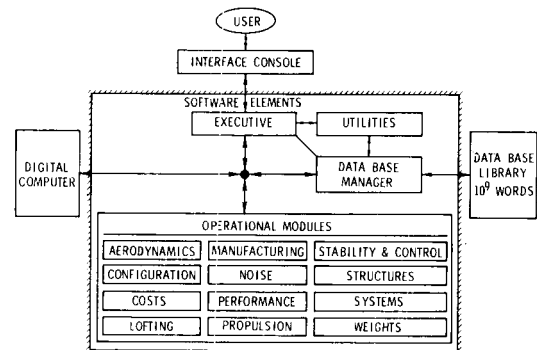 USER
INTERFACE CONSOLE
SOFTWARE ELEMENTS
EXECUTIVE
UTILITIES
DIGITAL
COMPUTER
DATA BASE
MANAGER
DATA BASE
LIBRARY
10⁹ WORDS
OPERATIONAL MODULES
AERODYNAMICS
MANUFACTURING
STABILITY & CONTROL
CONFIGURATION
NOISE
STRUCTURES
COSTS
PERFORMANCE
SYSTEMS
LOFTING
PROPULSION
WEIGHTS